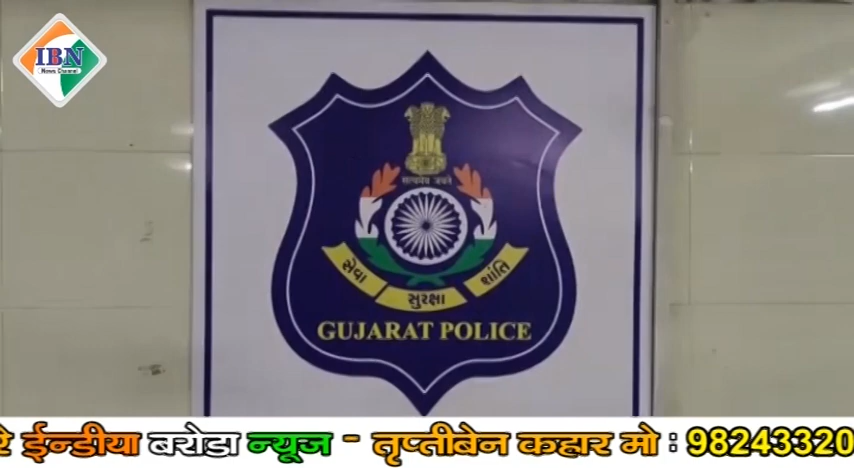 IBN
News Channel
सत्यमेव जयते
સેવા સુરક્ષા શાંતિ
GUJARAT POLICE
रे ईन्डीया बरोडा न्यूज - तृप्तीबेन कहार मो : 98243320